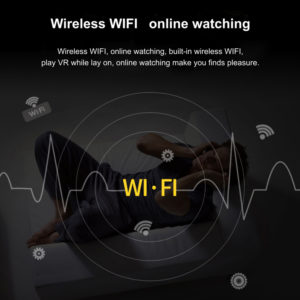 Wireless WIFI online watching
Wireless WIFI, online watching, built-in wireless WIFI,
play VR while lay on, online watching make you finds pleasure.
WiFi
WI·FI